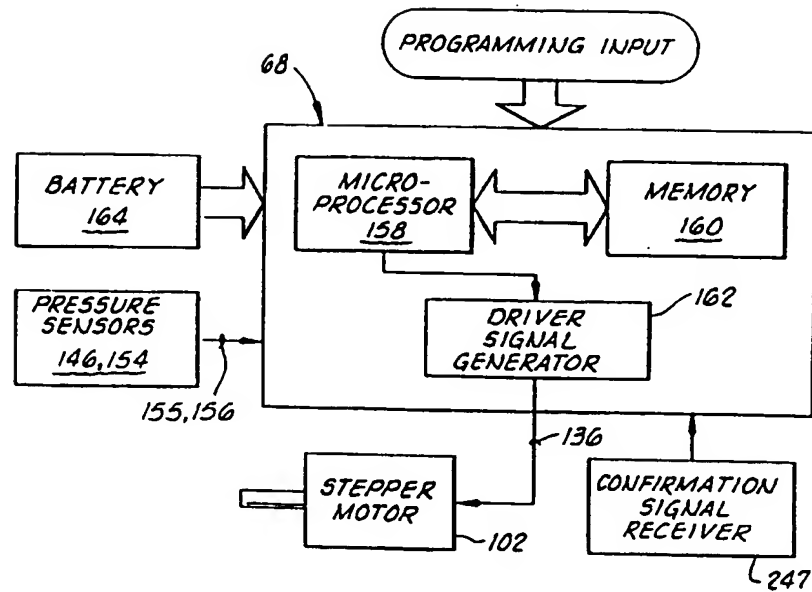 PROGRAMMING INPUT
68
BATTERY
164
MICRO-
PROCESSOR
158
MEMORY
160
PRESSURE
SENSORS
146,154
155,156
DRIVER
SIGNAL
GENERATOR
162
136
STEPPER
MOTOR
102
CONFIRMATION
SIGNAL
RECEIVER
247